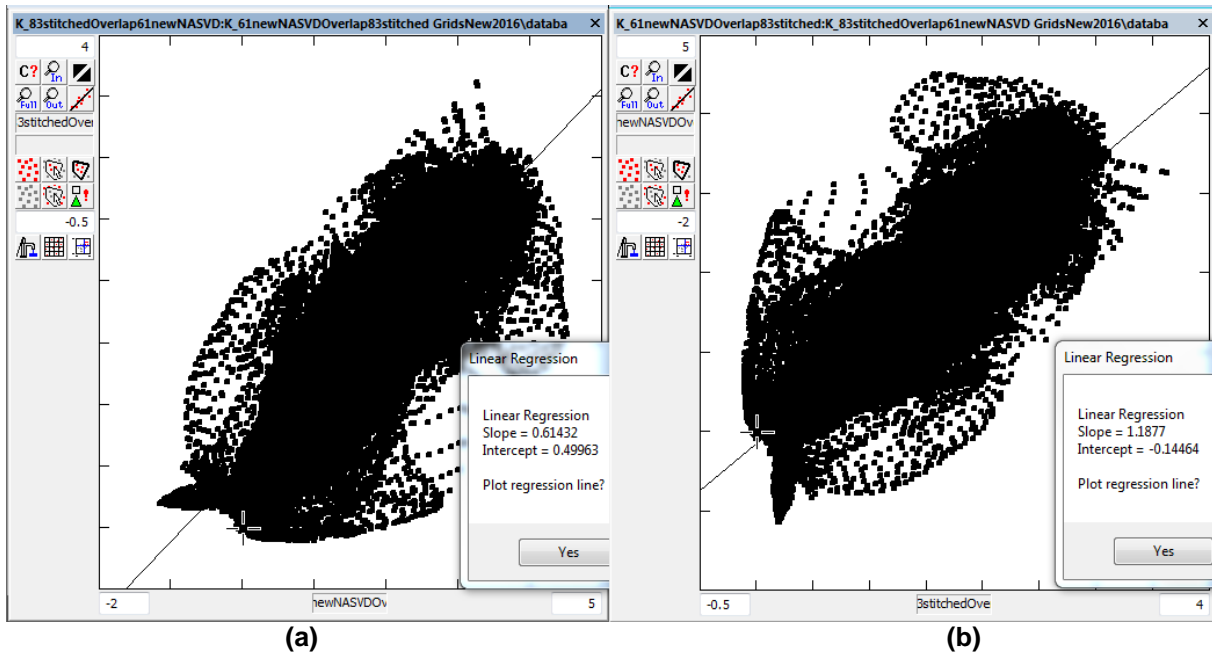 K_83stitchedOverlap61newNASVD:K_61newNASVDOverlap83stitched GridsNew2016\databa
4
C?
In
Full
Out
3stitchedOver
-0.5
-2
newNASVDOv
5
Linear Regression
Linear Regression
Slope = 0.61432
Intercept = 0.49963
Plot regression line?
Yes
(a)
K_61newNASVDOverlap83stitched:K_83stitchedOverlap61newNASVD GridsNew2016\databa
5
C?
In
Full
Out
newNASVDOv
-2
-0.5
3stitchedOve
4
Linear Regression
Linear Regression
Slope = 1.1877
Intercept = -0.14464
Plot regression line?
Yes
(b)